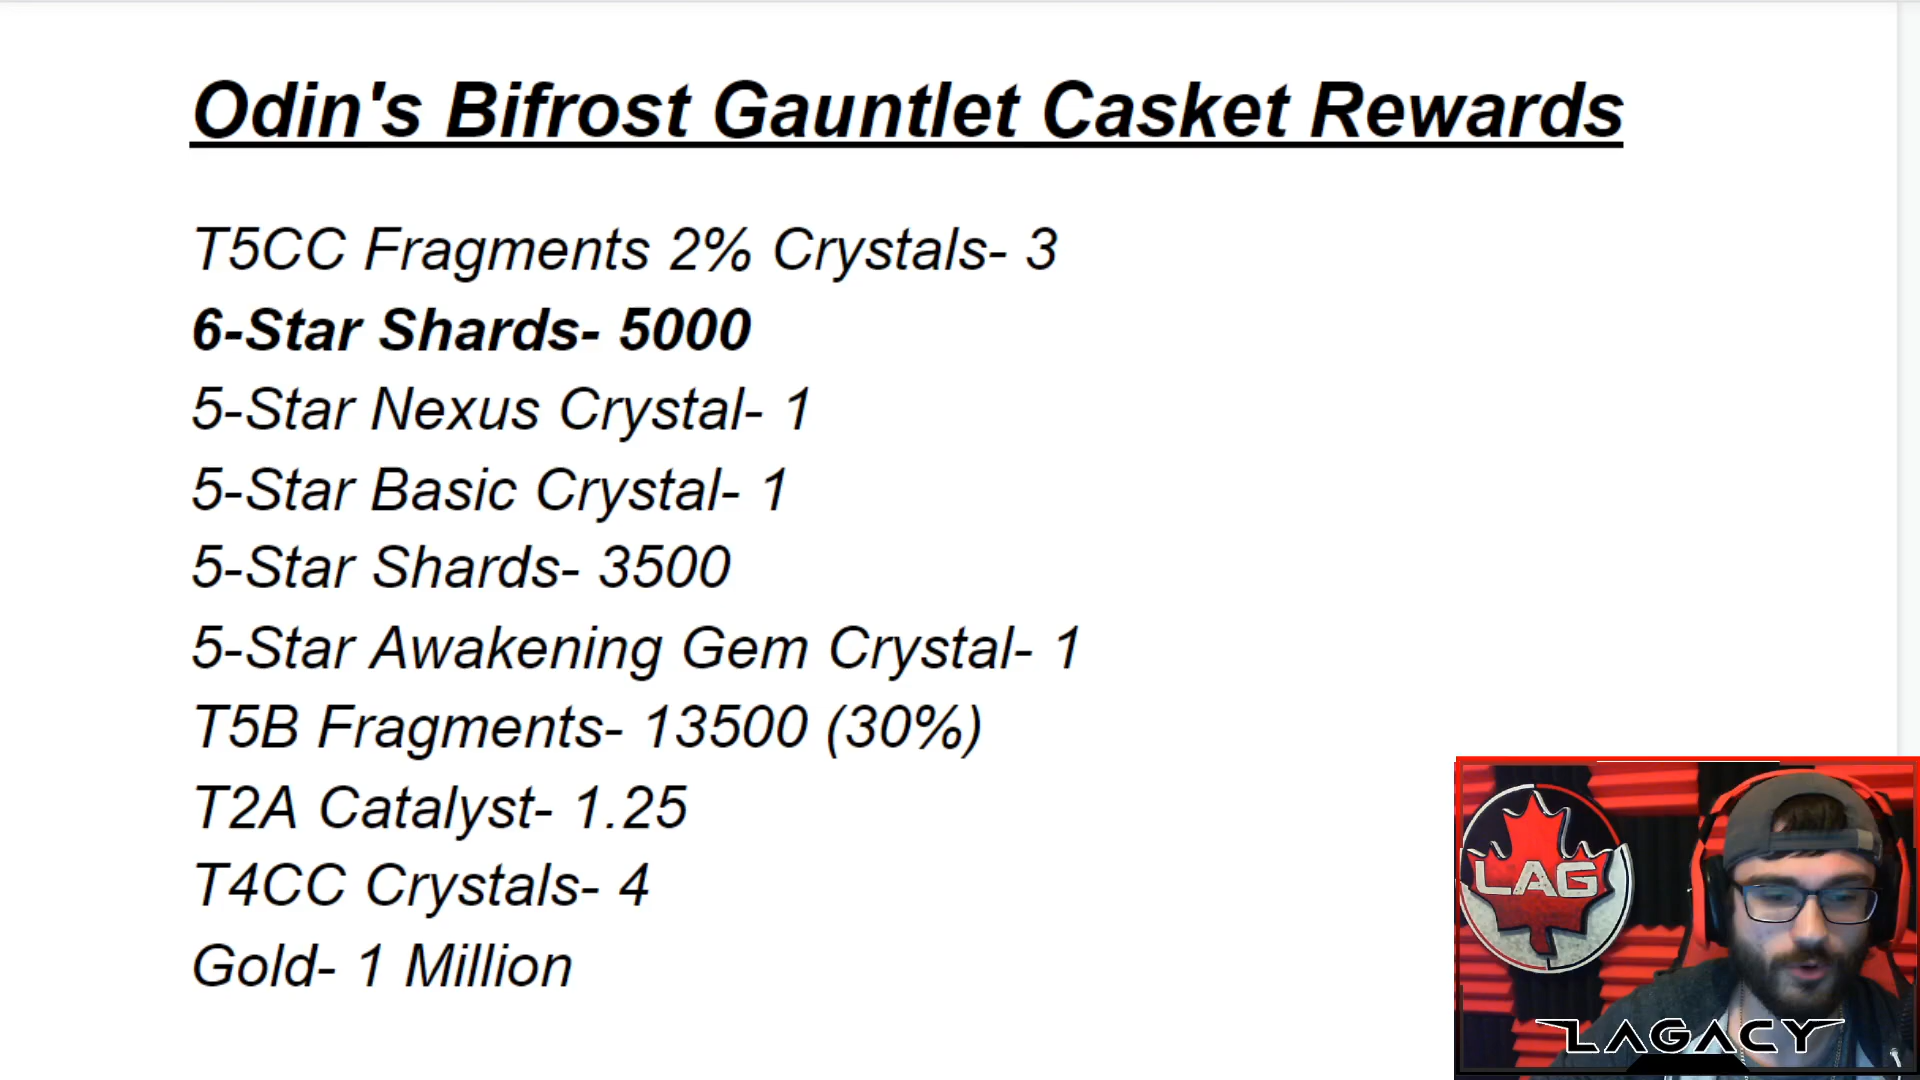 Odin's Bifrost Gauntlet Casket Rewards
T5CC Fragments 2% Crystals- 3
6-Star Shards- 5000
5-Star Nexus Crystal- 1
5-Star Basic Crystal- 1
5-Star Shards- 3500
5-Star Awakening Gem Crystal- 1
T5B Fragments- 13500 (30%)
T2A Catalyst- 1.25
T4CC Crystals- 4
Gold- 1 Million
LAG
LAGACY